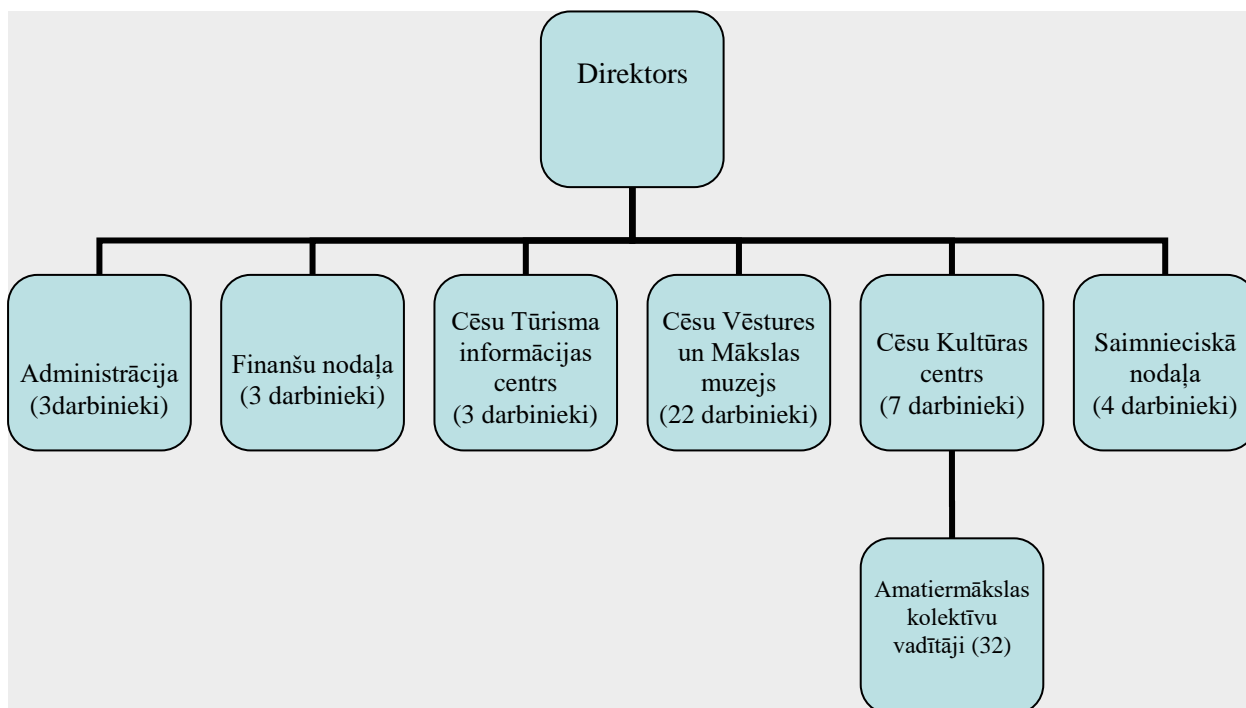 Direktors
Administrācija
(3darbinieki)
Finanšu nodaļa
(3 darbinieki)
Cēsu Tūrisma
informācijas
centrs
(3 darbinieki)
Cēsu Vēstures
un Mākslas
muzejs
(22 darbinieki)
Cēsu Kultūras
centrs
(7 darbinieki)
Saimnieciskā
nodaļa
(4 darbinieki)
Amatiermākslas
kolektīvu
vadītāji (32)